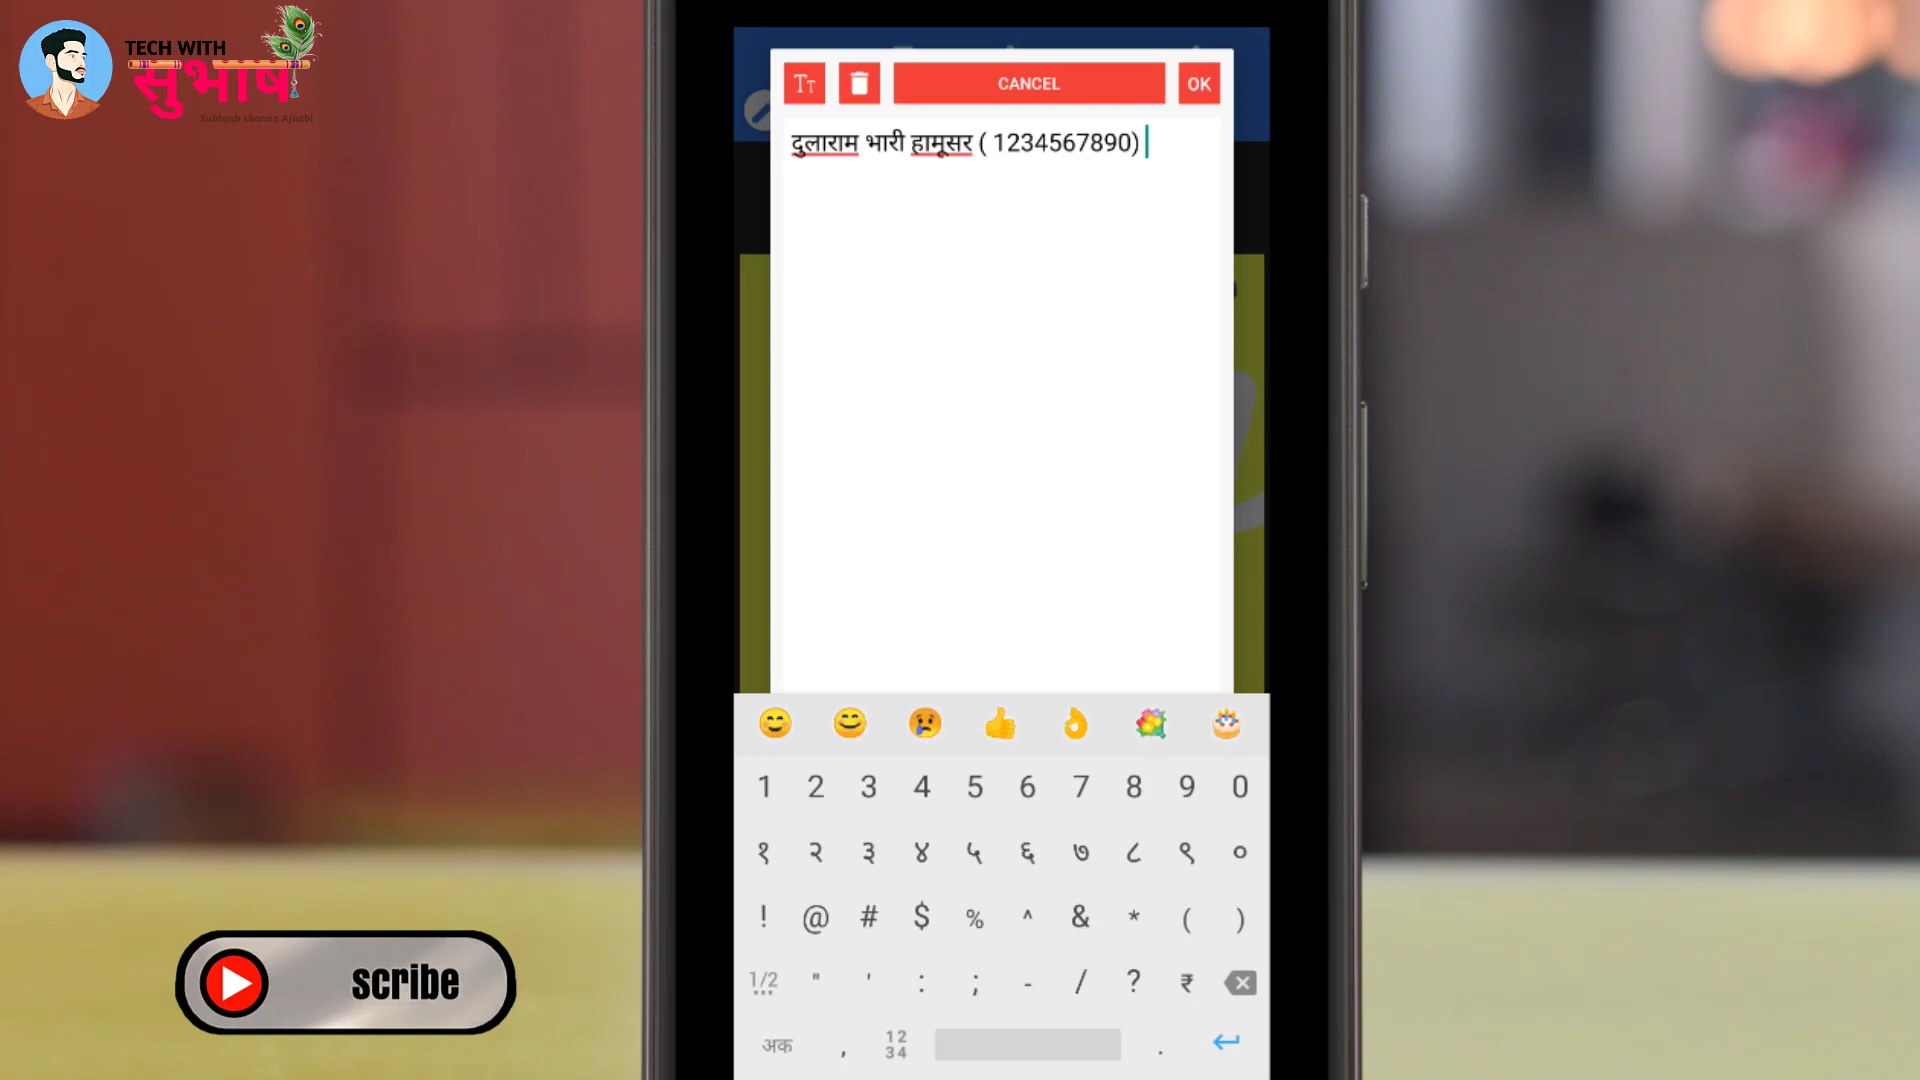 TECH WITH
सुभाष
Subhash sharma Ajnabi
TT
CANCEL
OK
दुलाराम भारी हामूसर ( 1234567890)
1 2 3 4 5 6 7 8 9 0
१ २ ३ ४ ५ ६ ७ ८ ९ ०
! @ # $ % ^ & * ( )
1/2 " ' : ; - / ? ₹
अक , 12 34 .
scribe